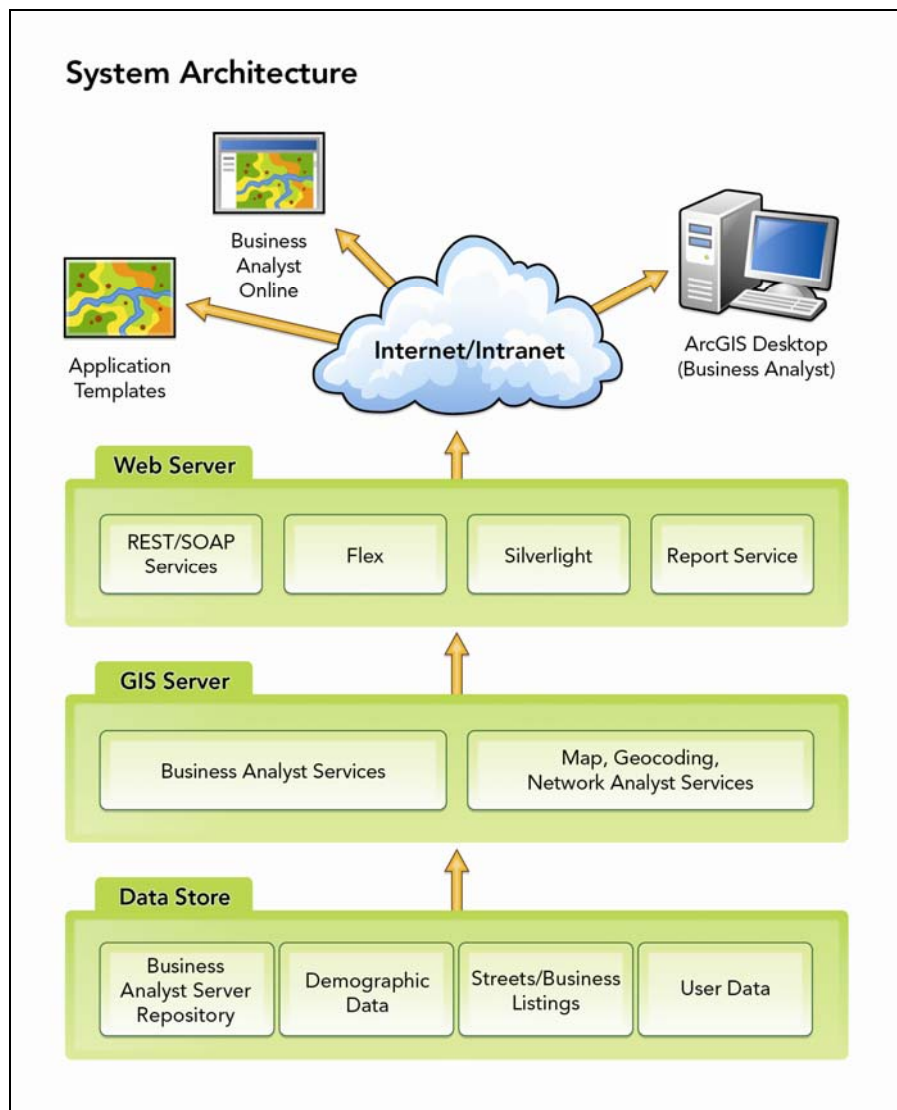 System Architecture
Business
Analyst
Online
Application
Templates
Internet/Intranet
ArcGIS Desktop
(Business Analyst)
Web Server
REST/SOAP
Services
Flex
Silverlight
Report Service
GIS Server
Business Analyst Services
Map, Geocoding,
Network Analyst Services
Data Store
Business
Analyst Server
Repository
Demographic
Data
Streets/Business
Listings
User Data